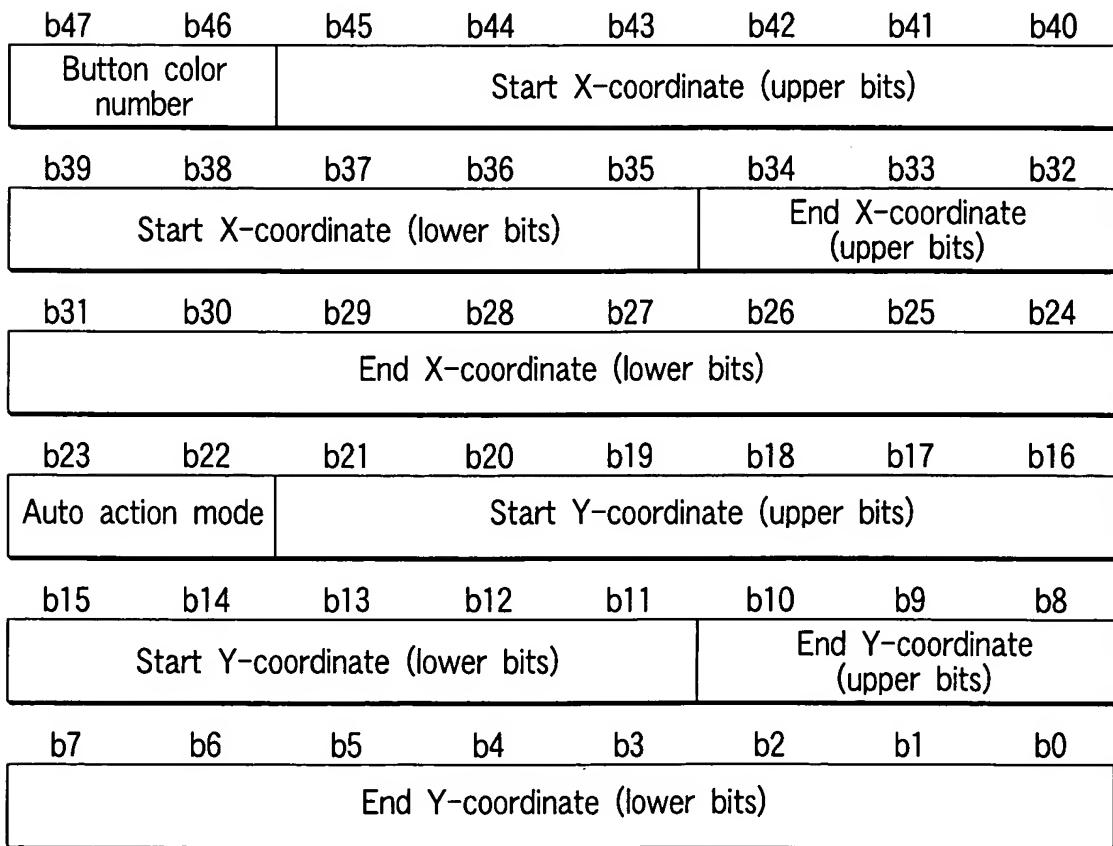 b47 b46 b45 b44 b43 b42 b41 b40
Button color
number
Start X-coordinate (upper bits)
b39 b38 b37 b36 b35 b34 b33 b32
Start X-coordinate (lower bits)
End X-coordinate
(upper bits)
b31 b30 b29 b28 b27 b26 b25 b24
End X-coordinate (lower bits)
b23 b22 b21 b20 b19 b18 b17 b16
Auto action mode
Start Y-coordinate (upper bits)
b15 b14 b13 b12 b11 b10 b9 b8
Start Y-coordinate (lower bits)
End Y-coordinate
(upper bits)
b7 b6 b5 b4 b3 b2 b1 b0
End Y-coordinate (lower bits)